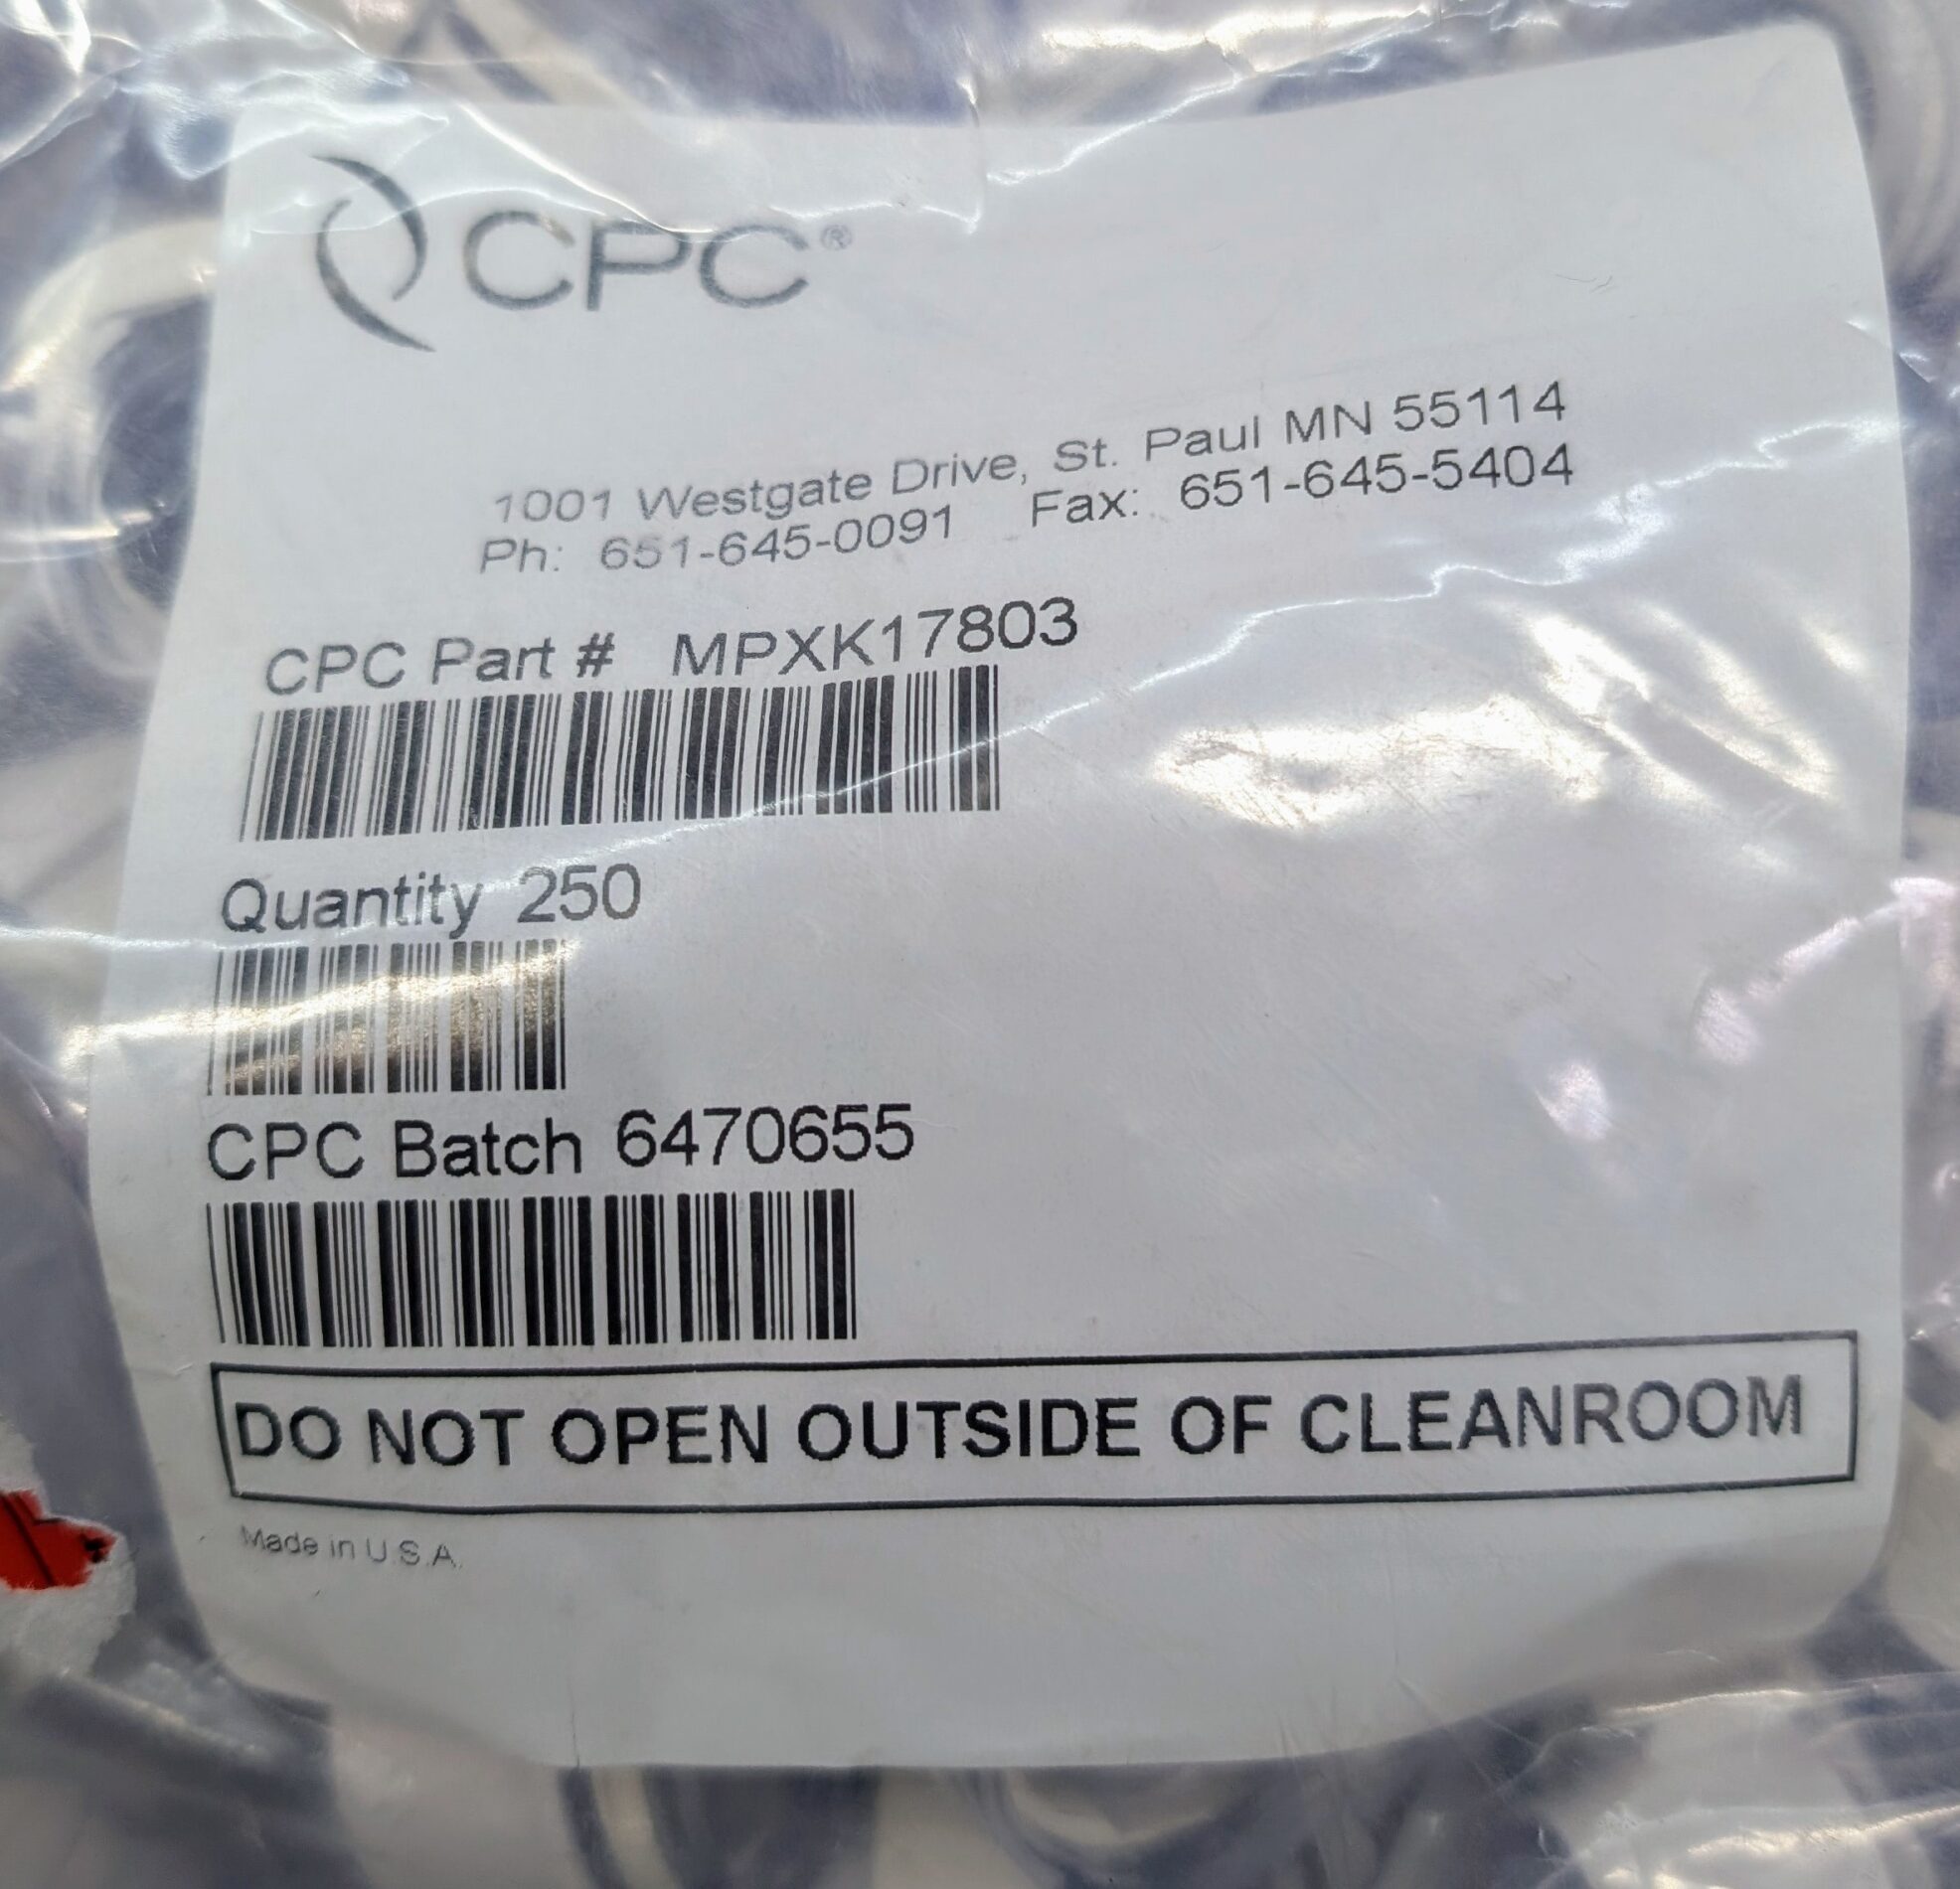 CPC®
1001 Westgate Drive, St. Paul MN 55114
Ph: 651-645-0091 Fax: 651-645-5404
CPC Part # MPXK17803
Quantity 250
CPC Batch 6470655
DO NOT OPEN OUTSIDE OF CLEANROOM
Made in U.S.A.